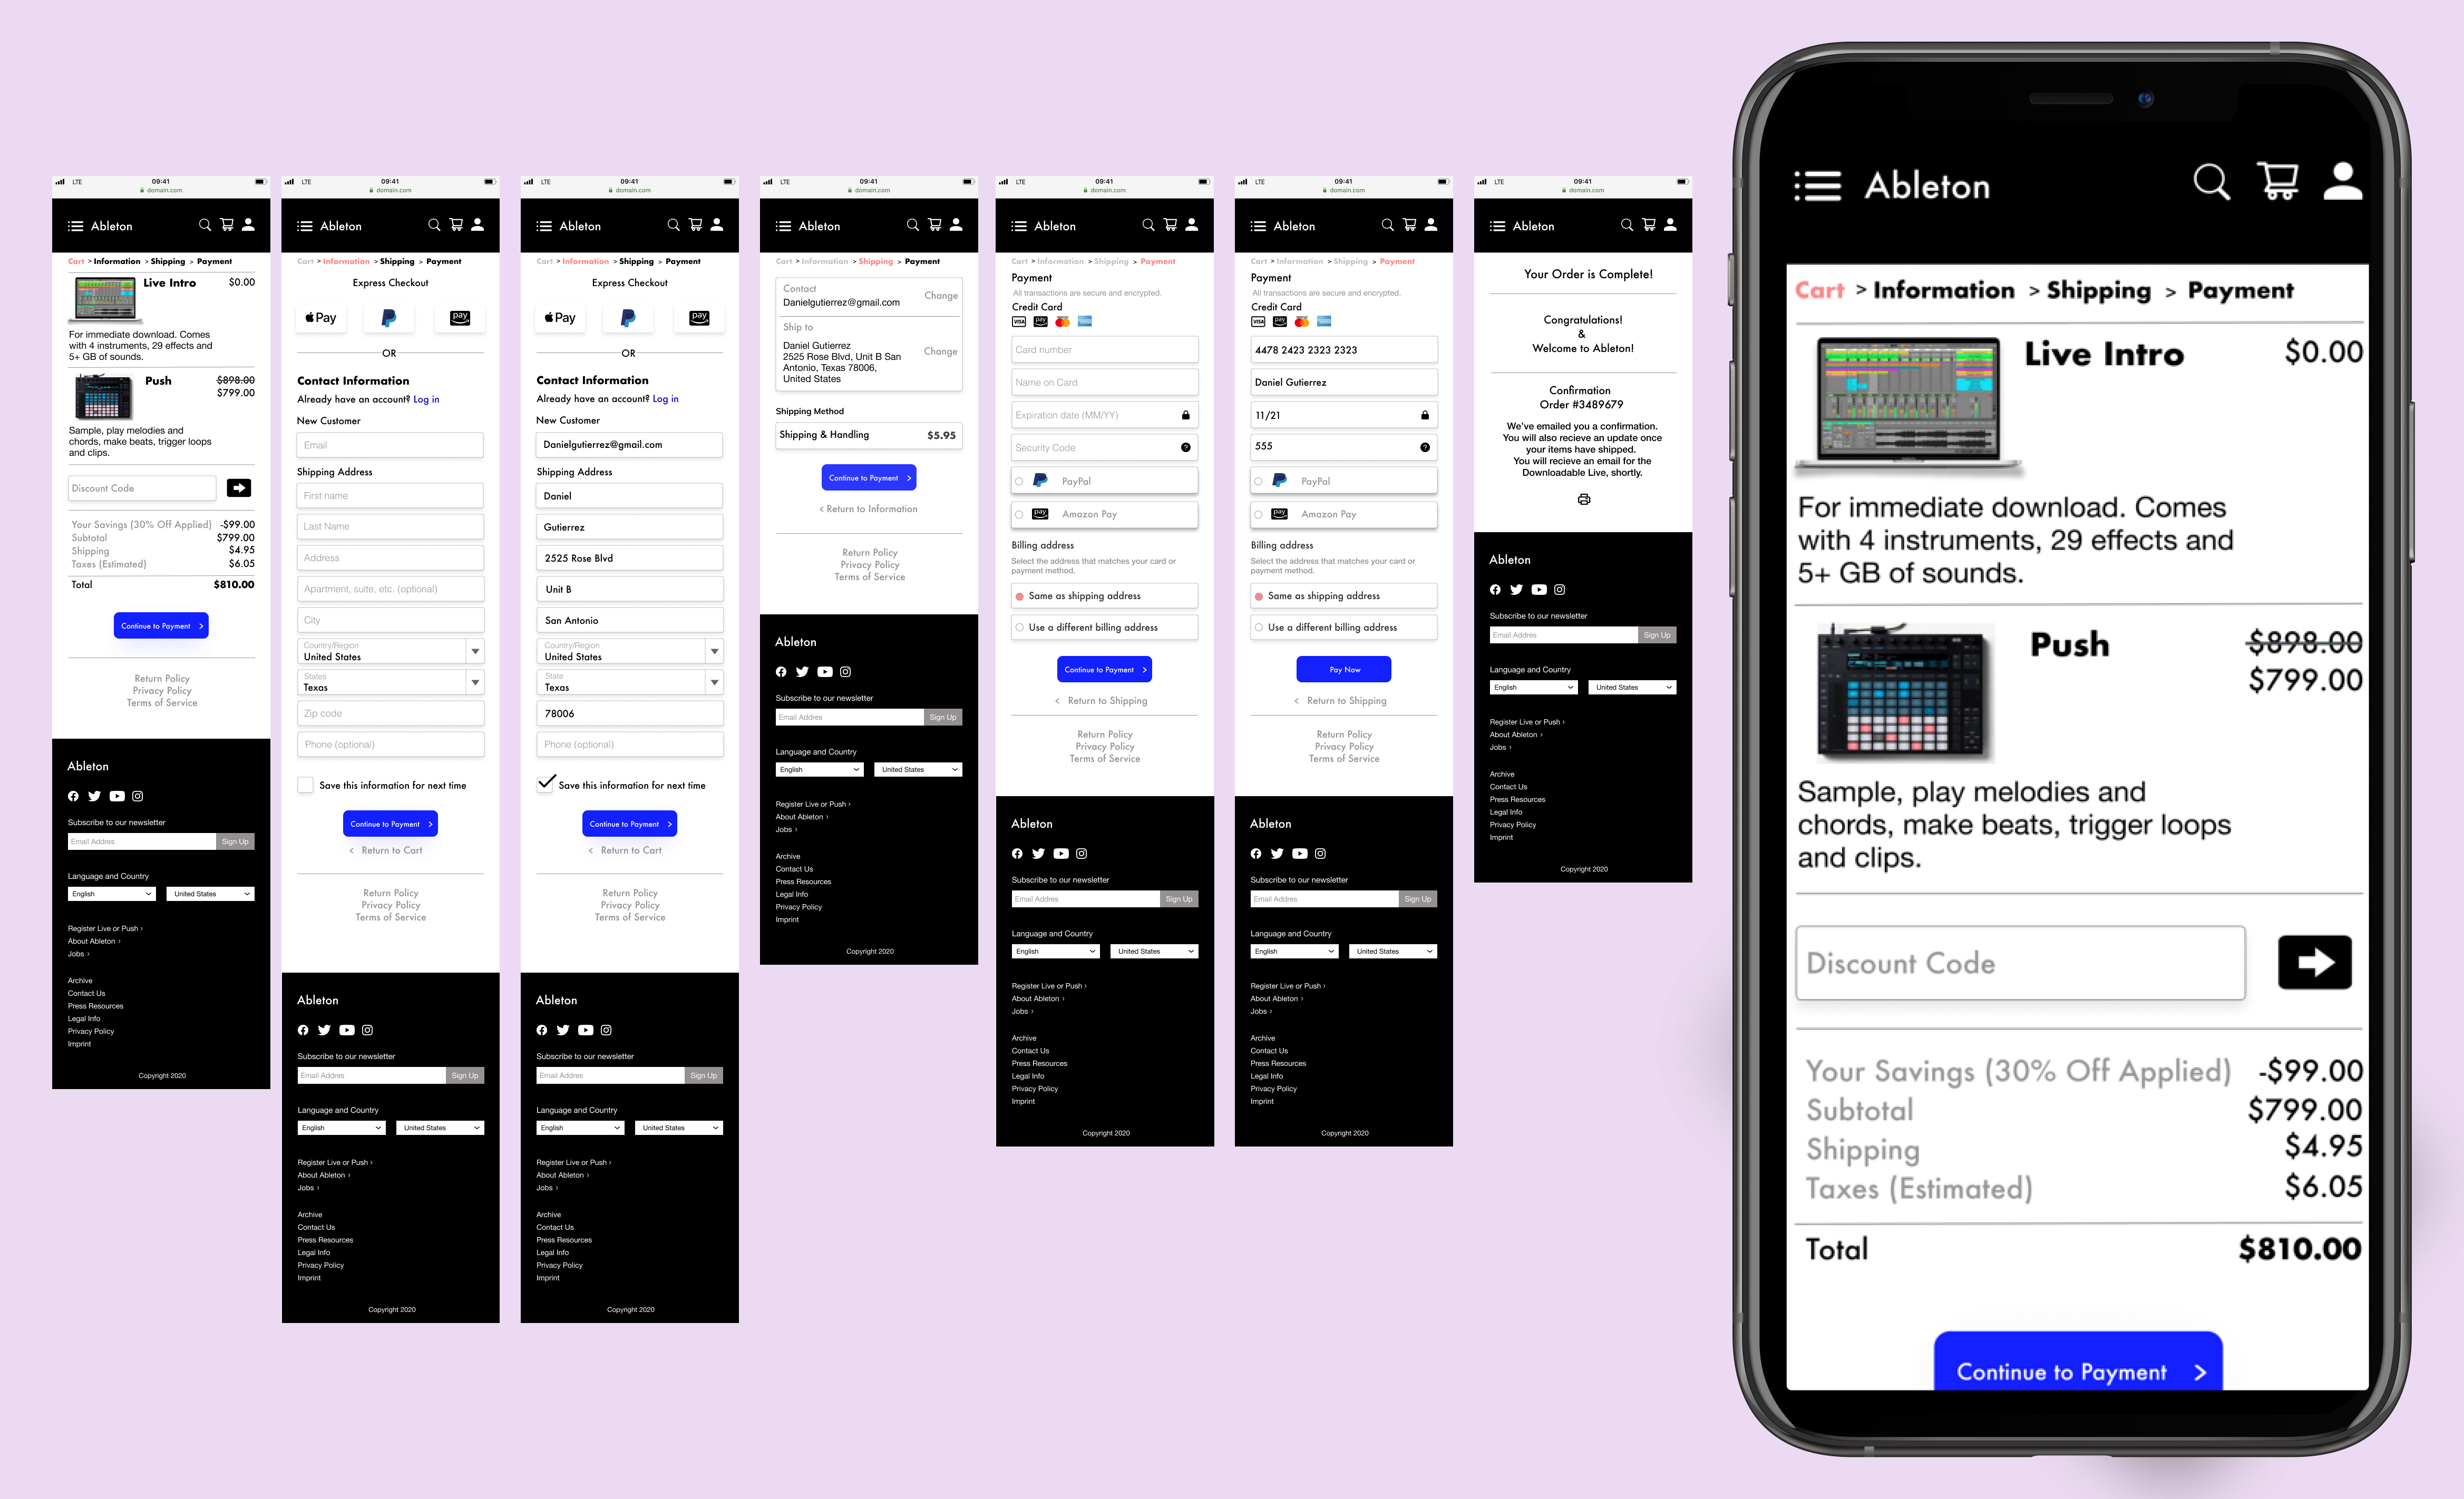 LTE 09:41
domain.com
Ableton
Cart > Information > Shipping > Payment
Live Intro $0.00
For immediate download. Comes
with 4 instruments, 29 effects and
5+ GB of sounds.
Push $898.00
$799.00
Sample, play melodies and
chords, make beats, trigger loops
and clips.
Discount Code
Your Savings (30% Off Applied) -$99.00
Subtotal $799.00
Shipping $4.95
Taxes (Estimated) $6.05
Total $810.00
Continue to Payment >
Return Policy
Privacy Policy
Terms of Service
Ableton
Subscribe to our newsletter
Email Addres Sign Up
Language and Country
English United States
Register Live or Push >
About Ableton >
Jobs >
Archive
Contact Us
Press Resources
Legal Info
Privacy Policy
Imprint
Copyright 2020
LTE 09:41
domain.com
Ableton
Cart > Information > Shipping > Payment
Express Checkout
Pay P pay
OR
Contact Information
Already have an account? Log in
New Customer
Email
Shipping Address
First name
Last Name
Address
Apartment, suite, etc. (optional)
City
Country/Region
United States
States
Texas
Zip code
Phone (optional)
Save this information for next time
Continue to Payment >
< Return to Cart
Return Policy
Privacy Policy
Terms of Service
Ableton
Subscribe to our newsletter
Email Addres Sign Up
Language and Country
English United States
Register Live or Push >
About Ableton >
Jobs >
Archive
Contact Us
Press Resources
Legal Info
Privacy Policy
Imprint
Copyright 2020
LTE 09:41
domain.com
Ableton
Cart > Information > Shipping > Payment
Express Checkout
Pay P pay
OR
Contact Information
Already have an account? Log in
New Customer
Danielgutierrez@gmail.com
Shipping Address
Daniel
Gutierrez
2525 Rose Blvd
Unit B
San Antonio
Country/Region
United States
State
Texas
78006
Phone (optional)
Save this information for next time
Continue to Payment >
< Return to Cart
Return Policy
Privacy Policy
Terms of Service
Ableton
Subscribe to our newsletter
Email Addres Sign Up
Language and Country
English United States
Register Live or Push >
About Ableton >
Jobs >
Archive
Contact Us
Press Resources
Legal Info
Privacy Policy
Imprint
Copyright 2020
LTE 09:41
domain.com
Ableton
Cart > Information > Shipping > Payment
Contact
Danielgutierrez@gmail.com Change
Ship to
Daniel Gutierrez
2525 Rose Blvd, Unit B San Change
Antonio, Texas 78006,
United States
Shipping Method
Shipping & Handling $5.95
Continue to Payment >
< Return to Information
Return Policy
Privacy Policy
Terms of Service
Ableton
Subscribe to our newsletter
Email Addres Sign Up
Language and Country
English United States
Register Live or Push >
About Ableton >
Jobs >
Archive
Contact Us
Press Resources
Legal Info
Privacy Policy
Imprint
Copyright 2020
LTE 09:41
domain.com
Ableton
Cart > Information > Shipping > Payment
Payment
All transactions are secure and encrypted.
Credit Card
VISA pay
Card number
Name on Card
Expiration date (MM/YY)
Security Code ?
PayPal
pay Amazon Pay
Billing address
Select the address that matches your card or
payment method.
Same as shipping address
Use a different billing address
Continue to Payment >
< Return to Shipping
Return Policy
Privacy Policy
Terms of Service
Ableton
Subscribe to our newsletter
Email Addres Sign Up
Language and Country
English United States
Register Live or Push >
About Ableton >
Jobs >
Archive
Contact Us
Press Resources
Legal Info
Privacy Policy
Imprint
Copyright 2020
LTE 09:41
domain.com
Ableton
Cart > Information > Shipping > Payment
Payment
All transactions are secure and encrypted.
Credit Card
VISA pay
4478 2423 2323 2323
Daniel Gutierrez
11/21
555 ?
PayPal
pay Amazon Pay
Billing address
Select the address that matches your card or
payment method.
Same as shipping address
Use a different billing address
Pay Now
< Return to Shipping
Return Policy
Privacy Policy
Terms of Service
Ableton
Subscribe to our newsletter
Email Addres Sign Up
Language and Country
English United States
Register Live or Push >
About Ableton >
Jobs >
Archive
Contact Us
Press Resources
Legal Info
Privacy Policy
Imprint
Copyright 2020
LTE 09:41
domain.com
Ableton
Your Order is Complete!
Congratulations!
&
Welcome to Ableton!
Confirmation
Order #3489679
We've emailed you a confirmation.
You will also recieve an update once
your items have shipped.
You will recieve an email for the
Downloadable Live, shortly.
Ableton
Subscribe to our newsletter
Email Addres Sign Up
Language and Country
English United States
Register Live or Push >
About Ableton >
Jobs >
Archive
Contact Us
Press Resources
Legal Info
Privacy Policy
Imprint
Copyright 2020
Ableton
Cart > Information > Shipping > Payment
Live Intro $0.00
For immediate download. Comes
with 4 instruments, 29 effects and
5+ GB of sounds.
Push $898.00
$799.00
Sample, play melodies and
chords, make beats, trigger loops
and clips.
Discount Code
Your Savings (30% Off Applied) -$99.00
Subtotal $799.00
Shipping $4.95
Taxes (Estimated) $6.05
Total $810.00
Continue to Payment >